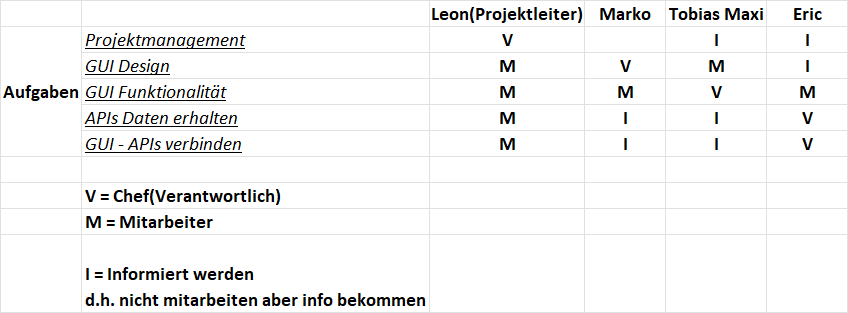 Leon(Projektleiter) Marko Tobias Maxi Eric
Projektmanagement V I I
GUI Design M V M I
Aufgaben GUI Funktionalität M M V M
APIs Daten erhalten M I I V
GUI - APIs verbinden M I I V
V = Chef(Verantwortlich)
M = Mitarbeiter
I = Informiert werden
d.h. nicht mitarbeiten aber info bekommen